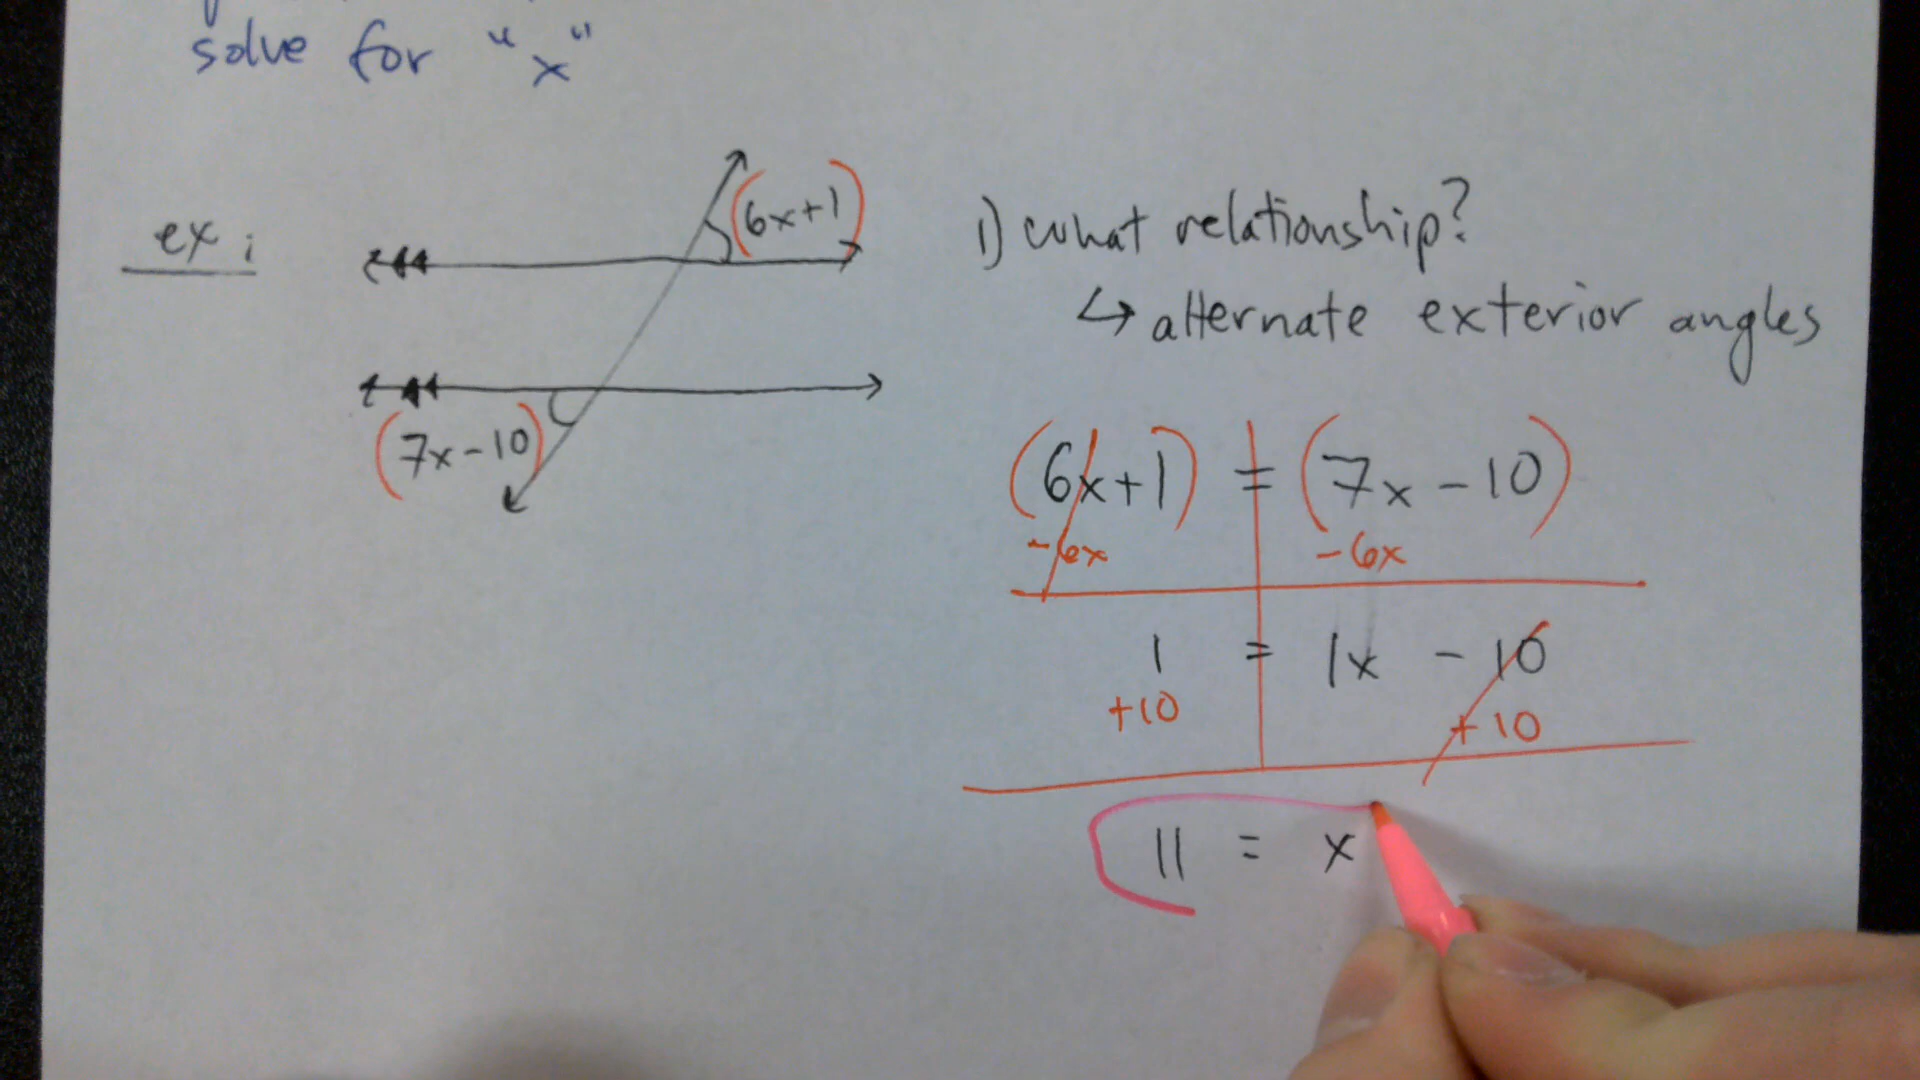 solve for "x"
ex:
(6x+1)
(7x-10)
1) what relationship?
↳ alternate exterior angles
(6x+1) = (7x-10)
-6x -6x
1 = 1x - 10
+10 +10
11 = x